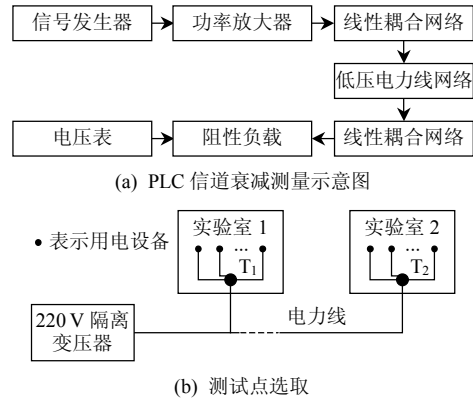 信号发生器 功率放大器 线性耦合网络
低压电力线网络
电压表 阻性负载 线性耦合网络
(a) PLC 信道衰减测量示意图
实验室 1 实验室 2
• 表示用电设备 ... ...
T₁ T₂
220 V 隔离
变压器
电力线
(b) 测试点选取